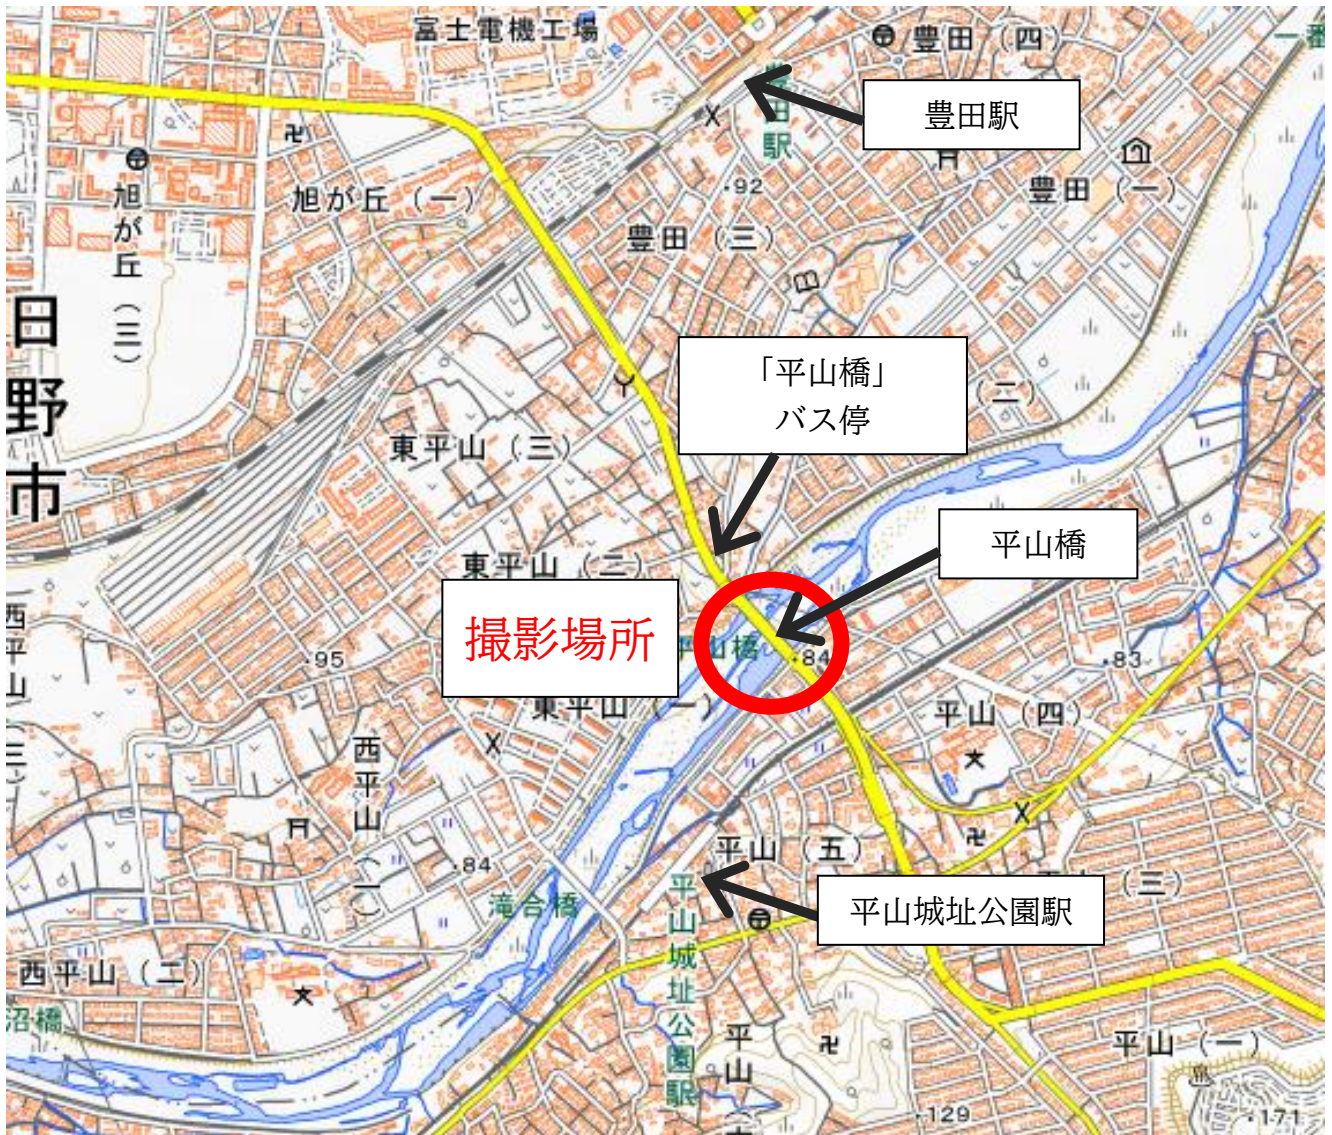 富士電機工場
豊田(四)
一番
豊田駅
豊田駅
旭が丘(一)
旭が丘(三)
・92
豊田(一)
豊田(三)
日野市
「平山橋」
バス停
(二)
東平山(三)
平山橋
東平山(二)
撮影場所
平山橋
・84
・95
・83
西平山(三)
東平山(一)
平山(四)
西平山(一)
平山(五)
・84
(三)
滝合橋
平山城址公園駅
平山城址公園駅
西平山(二)
沼橋
平山
平山(一)
・129
・171